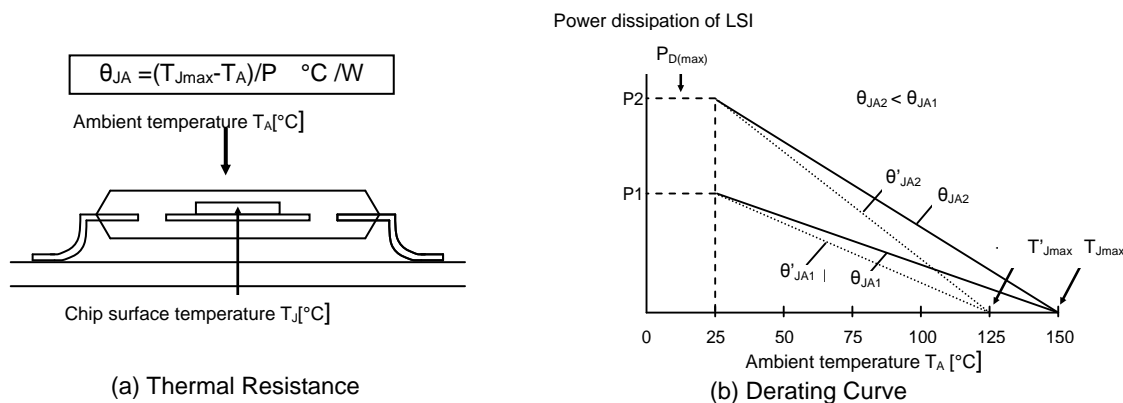 θJA =(TJmax-TA)/P °C /W
Ambient temperature TA[°C]
Chip surface temperature TJ[°C]
(a) Thermal Resistance
Power dissipation of LSI
PD(max)
P2
θJA2 < θJA1
θ'JA2
P1
θJA2
T'Jmax TJmax
θ'JA1 θJA1
0 25 50 75 100 125 150
Ambient temperature TA [°C]
(b) Derating Curve